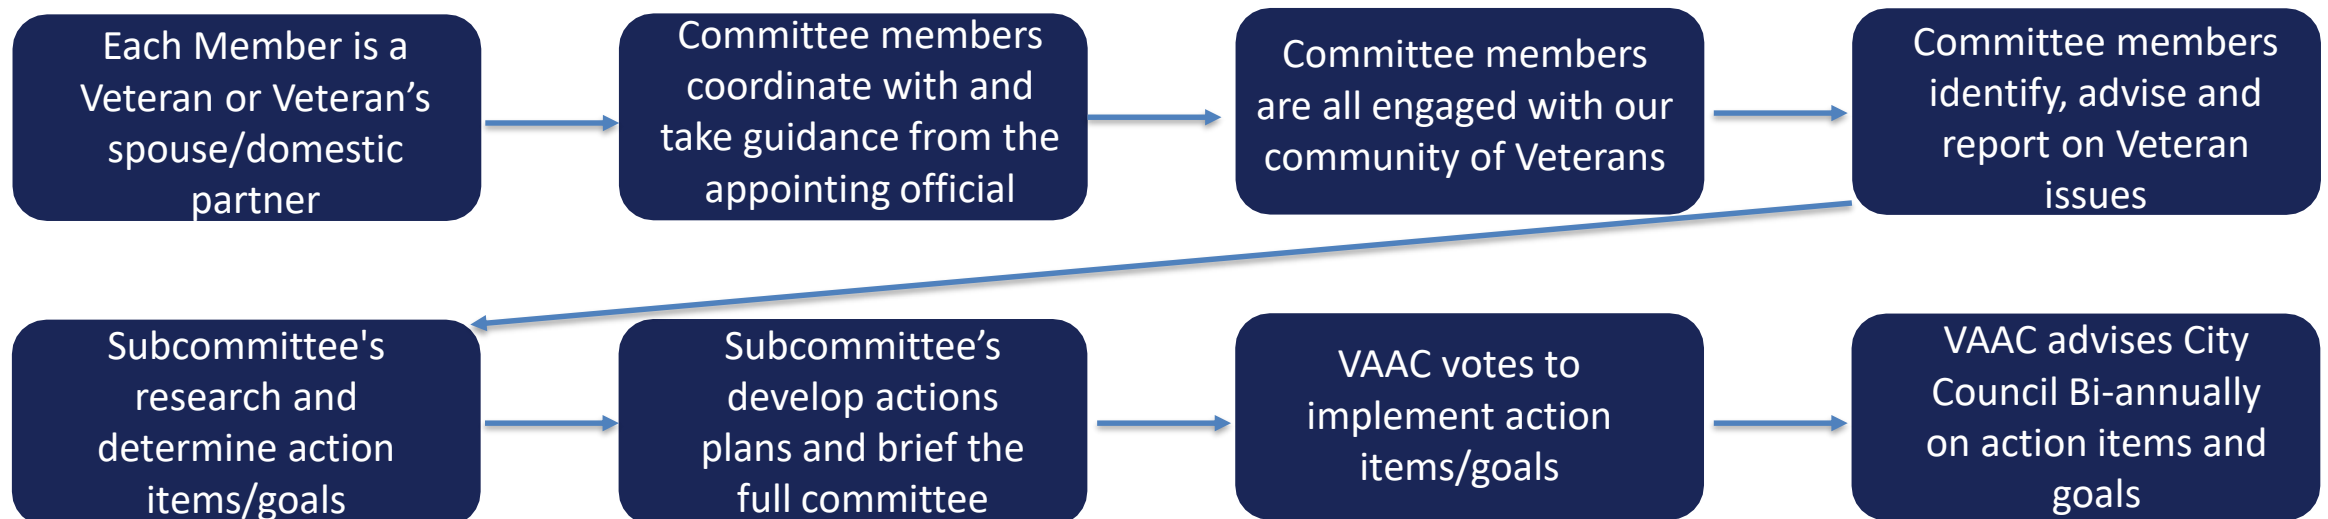 Each Member is a
Veteran or Veteran’s
spouse/domestic
partner
Committee members
coordinate with and
take guidance from the
appointing official
Committee members
are all engaged with our
community of Veterans
Committee members
identify, advise and
report on Veteran
issues
Subcommittee's
research and
determine action
items/goals
Subcommittee’s
develop actions
plans and brief the
full committee
VAAC votes to
implement action
items/goals
VAAC advises City
Council Bi-annually
on action items and
goals